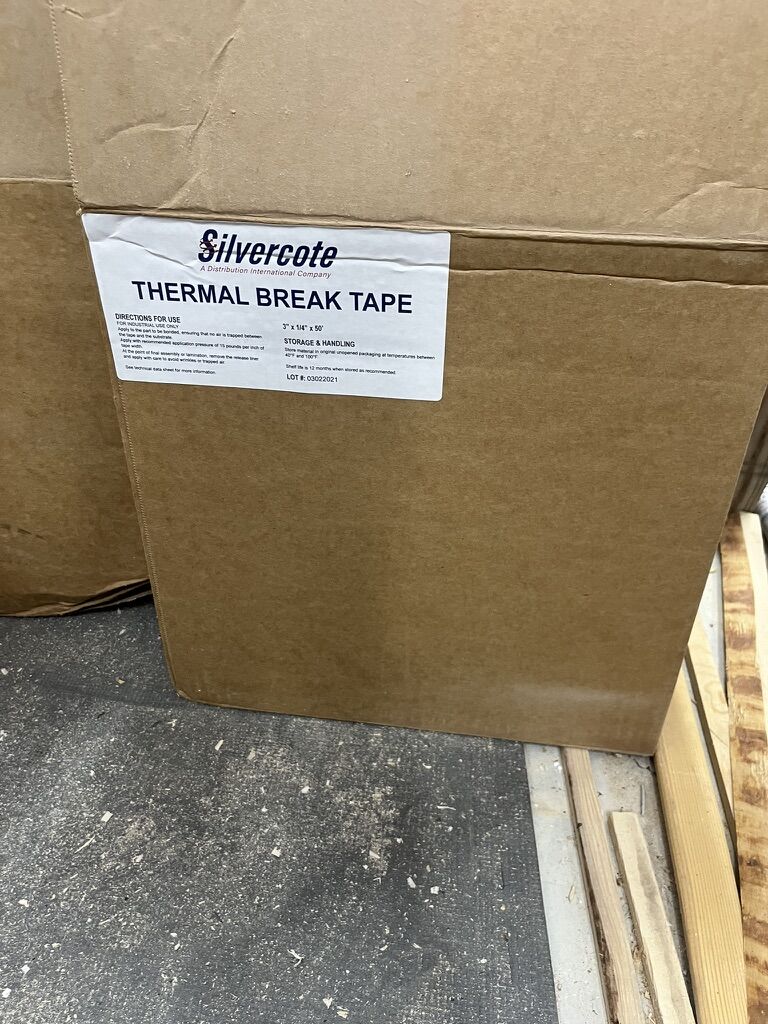 Silvercote
A Distribution International Company
THERMAL BREAK TAPE
DIRECTIONS FOR USE
FOR INDUSTRIAL USE ONLY
Apply to the part to be bonded, ensuring that no air is trapped between
the tape and the substrate.
Apply with recommended application pressure of 15 pounds per inch of
tape width.
At the point of final assembly or lamination, remove the release liner
and apply with care to avoid wrinkles or trapped air.
See technical data sheet for more information.
3" x 1/4" x 50'
STORAGE & HANDLING
Store material in original unopened packaging at temperatures between
40°F and 100°F.
Shelf life is 12 months when stored as recommended.
LOT #: 03022021